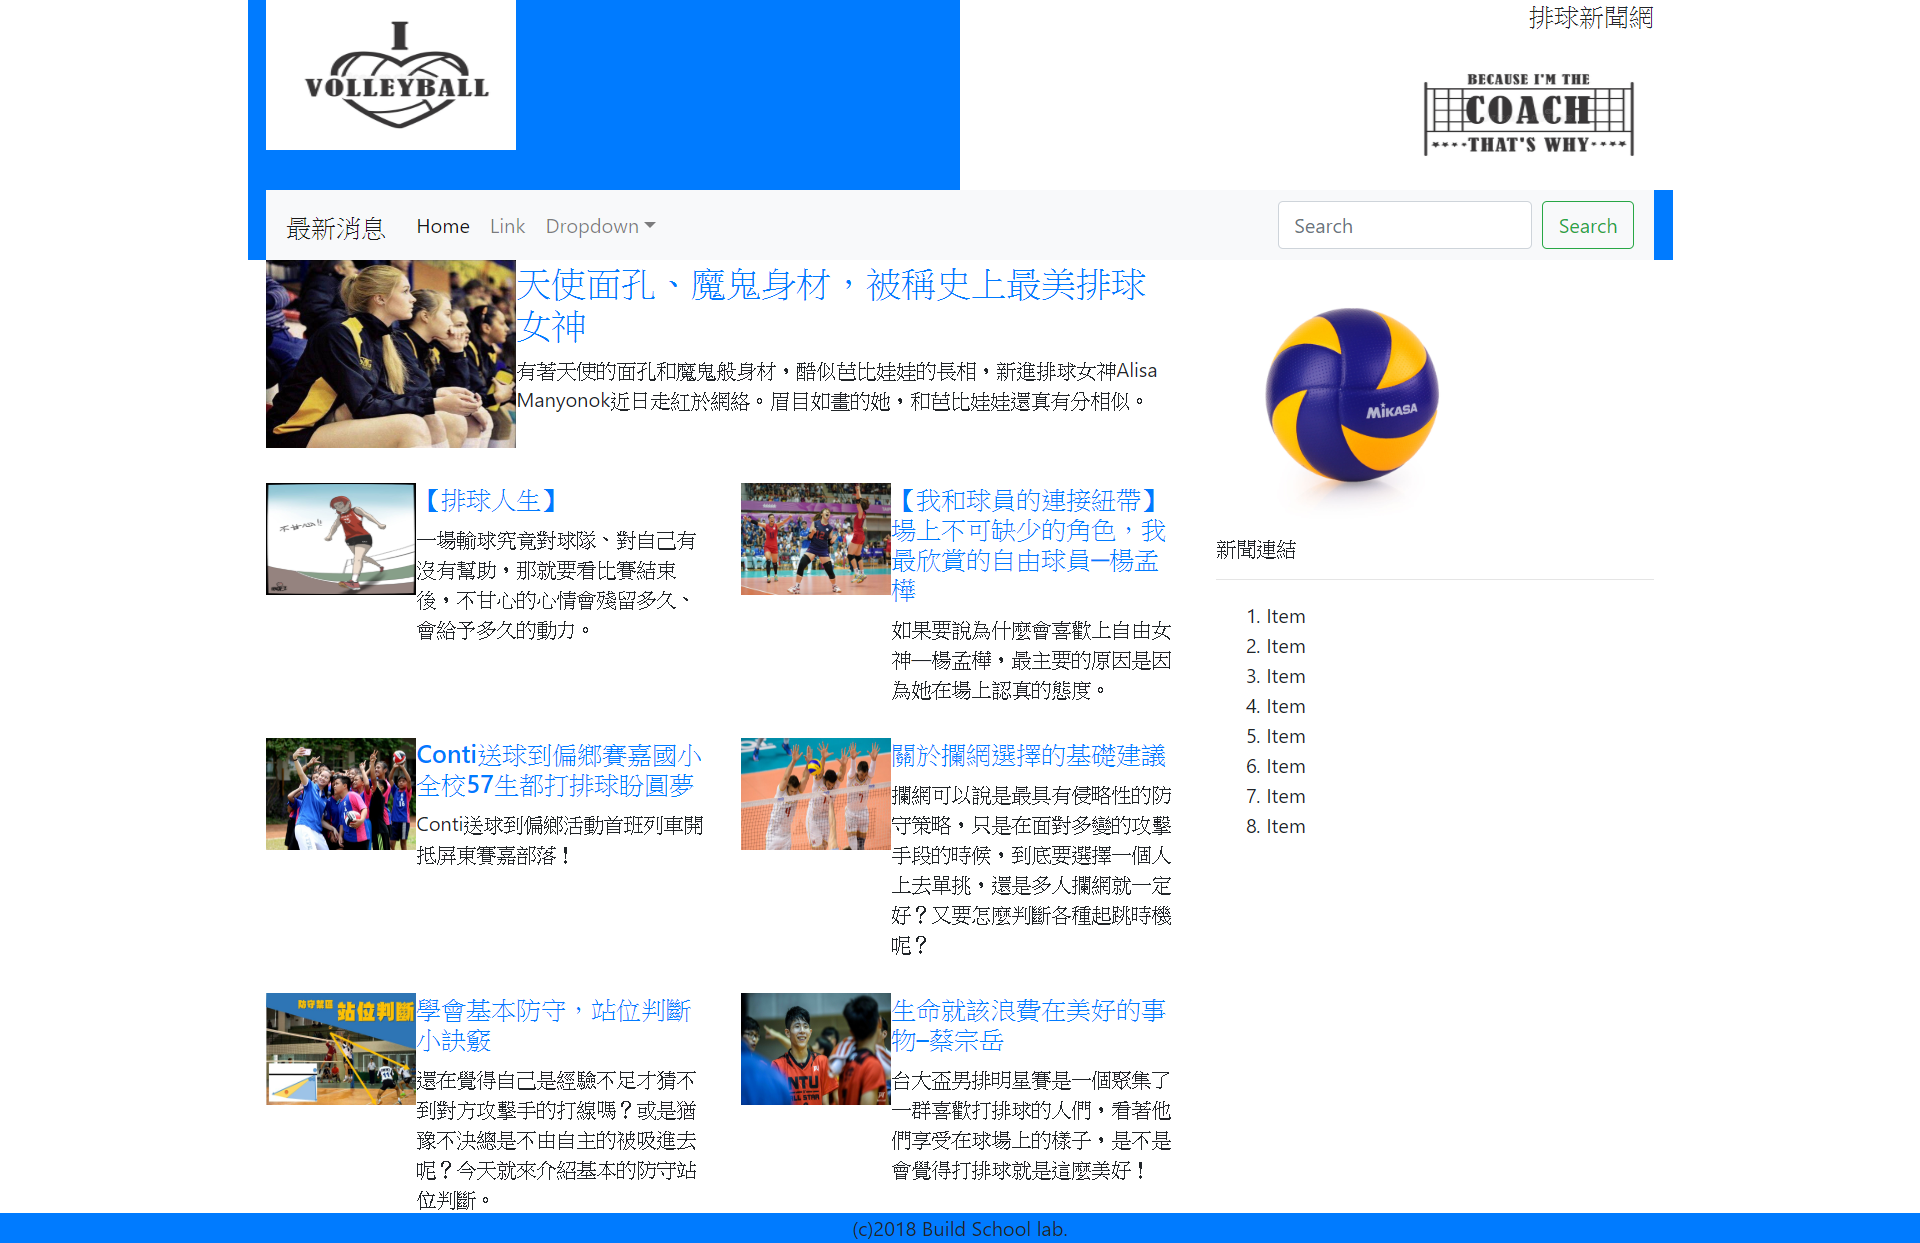 I
VOLLEYBALL
排球新聞網
BECAUSE I'M THE
COACH
THAT'S WHY
最新消息 Home Link Dropdown Search Search
天使面孔、魔鬼身材，被稱史上最美排球
女神
有著天使的面孔和魔鬼般身材，酷似芭比娃娃的長相，新進排球女神Alisa
Manyonok近日走紅於網絡。眉目如畫的她，和芭比娃娃還真有分相似。
MIKASA
不甘心!!
【排球人生】
一場輸球究竟對球隊、對自己有
沒有幫助，那就要看比賽結束
後，不甘心的心情會殘留多久、
會給予多久的動力。
【我和球員的連接紐帶】
場上不可缺少的角色，我
最欣賞的自由球員—楊孟
樺
如果要說為什麼會喜歡上自由女
神—楊孟樺，最主要的原因是因
為她在場上認真的態度。
新聞連結
1. Item
2. Item
3. Item
4. Item
5. Item
6. Item
7. Item
8. Item
Conti送球到偏鄉賽嘉國小
全校57生都打排球盼圓夢
Conti送球到偏鄉活動首班列車開
抵屏東賽嘉部落！
關於攔網選擇的基礎建議
攔網可以說是最具有侵略性的防
守策略，只是在面對多變的攻擊
手段的時候，到底要選擇一個人
上去單挑，還是多人攔網就一定
好？又要怎麼判斷各種起跳時機
呢？
站位判斷
學會基本防守，站位判斷
小訣竅
還在覺得自己是經驗不足才猜不
到對方攻擊手的打線嗎？或是猶
豫不決總是不由自主的被吸進去
呢？今天就來介紹基本的防守站
位判斷。
NTU
ALL STAR
生命就該浪費在美好的事
物—蔡宗岳
台大盃男排明星賽是一個聚集了
一群喜歡打排球的人們，看著他
們享受在球場上的樣子，是不是
會覺得打排球就是這麼美好！
(c)2018 Build School lab.